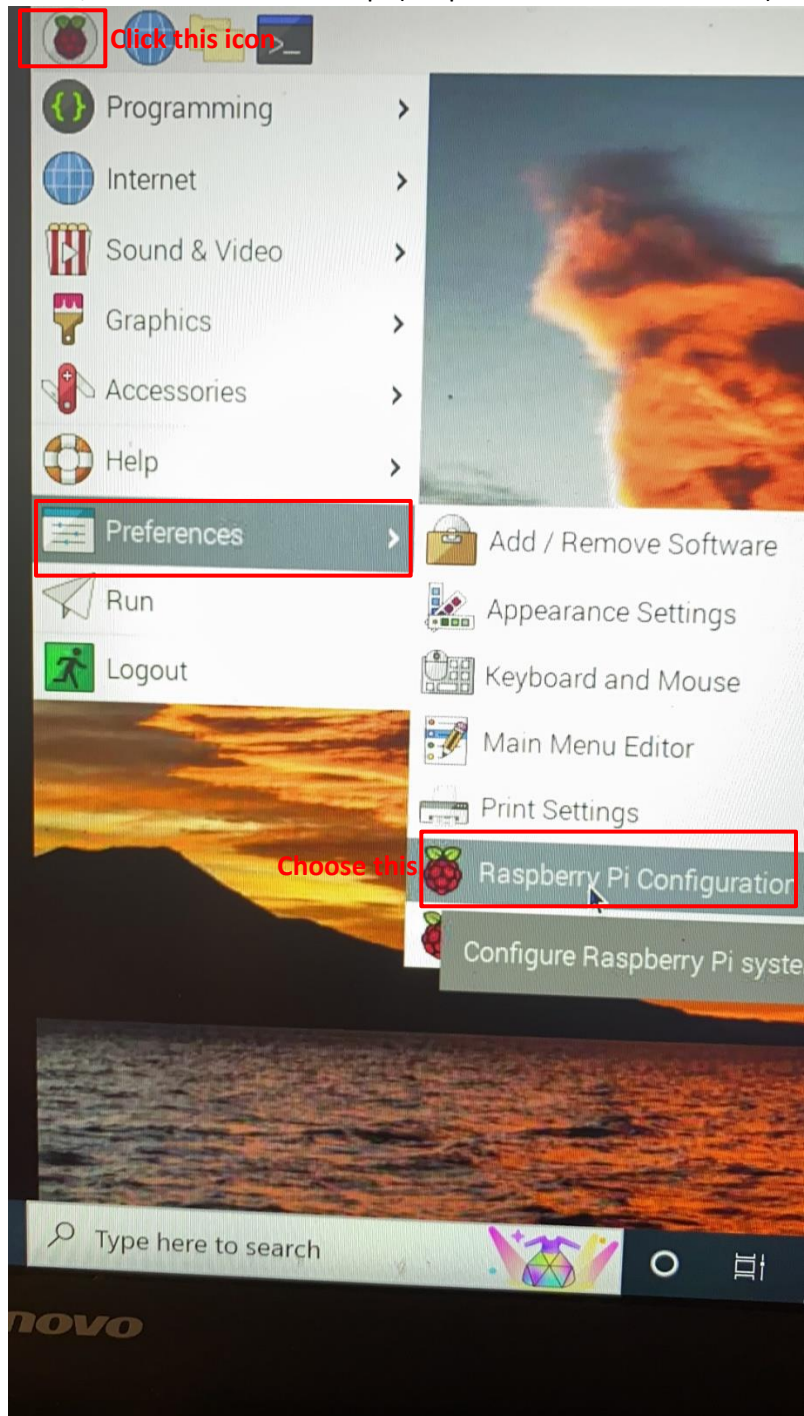 Click this icon
Programming
Internet
Sound & Video
Graphics
Accessories
Help
Preferences
Add / Remove Software
Run
Appearance Settings
Logout
Keyboard and Mouse
Main Menu Editor
Print Settings
Choose this
Raspberry Pi Configuration
Configure Raspberry Pi syste
Type here to search
novo